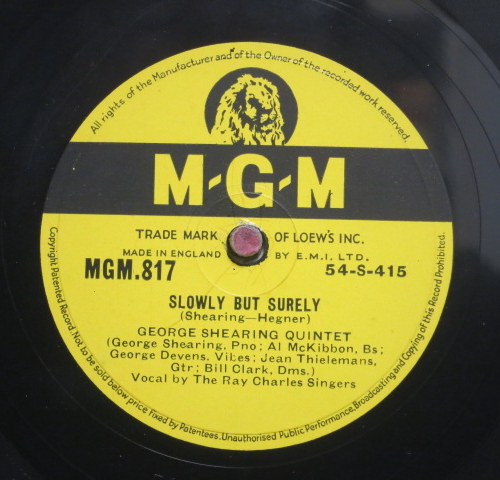 All rights of the Manufacturer and of the Owner of the recorded work reserved.
M-G-M
TRADE MARK OF LOEW'S INC.
MADE IN ENGLAND BY E.M.I. LTD.
MGM.817 54-S-415
SLOWLY BUT SURELY
(Shearing—Hegner)
GEORGE SHEARING QUINTET
(George Shearing, Pno; Al McKibbon, Bs;
George Devens, Vibes; Jean Thielemans,
Gtr; Bill Clark, Dms.)
Vocal by The Ray Charles Singers
Copyright Patented Record. Not to be sold below price fixed by Patentees. Unauthorised Public Performance, Broadcasting and Copying of this Record Prohibited.